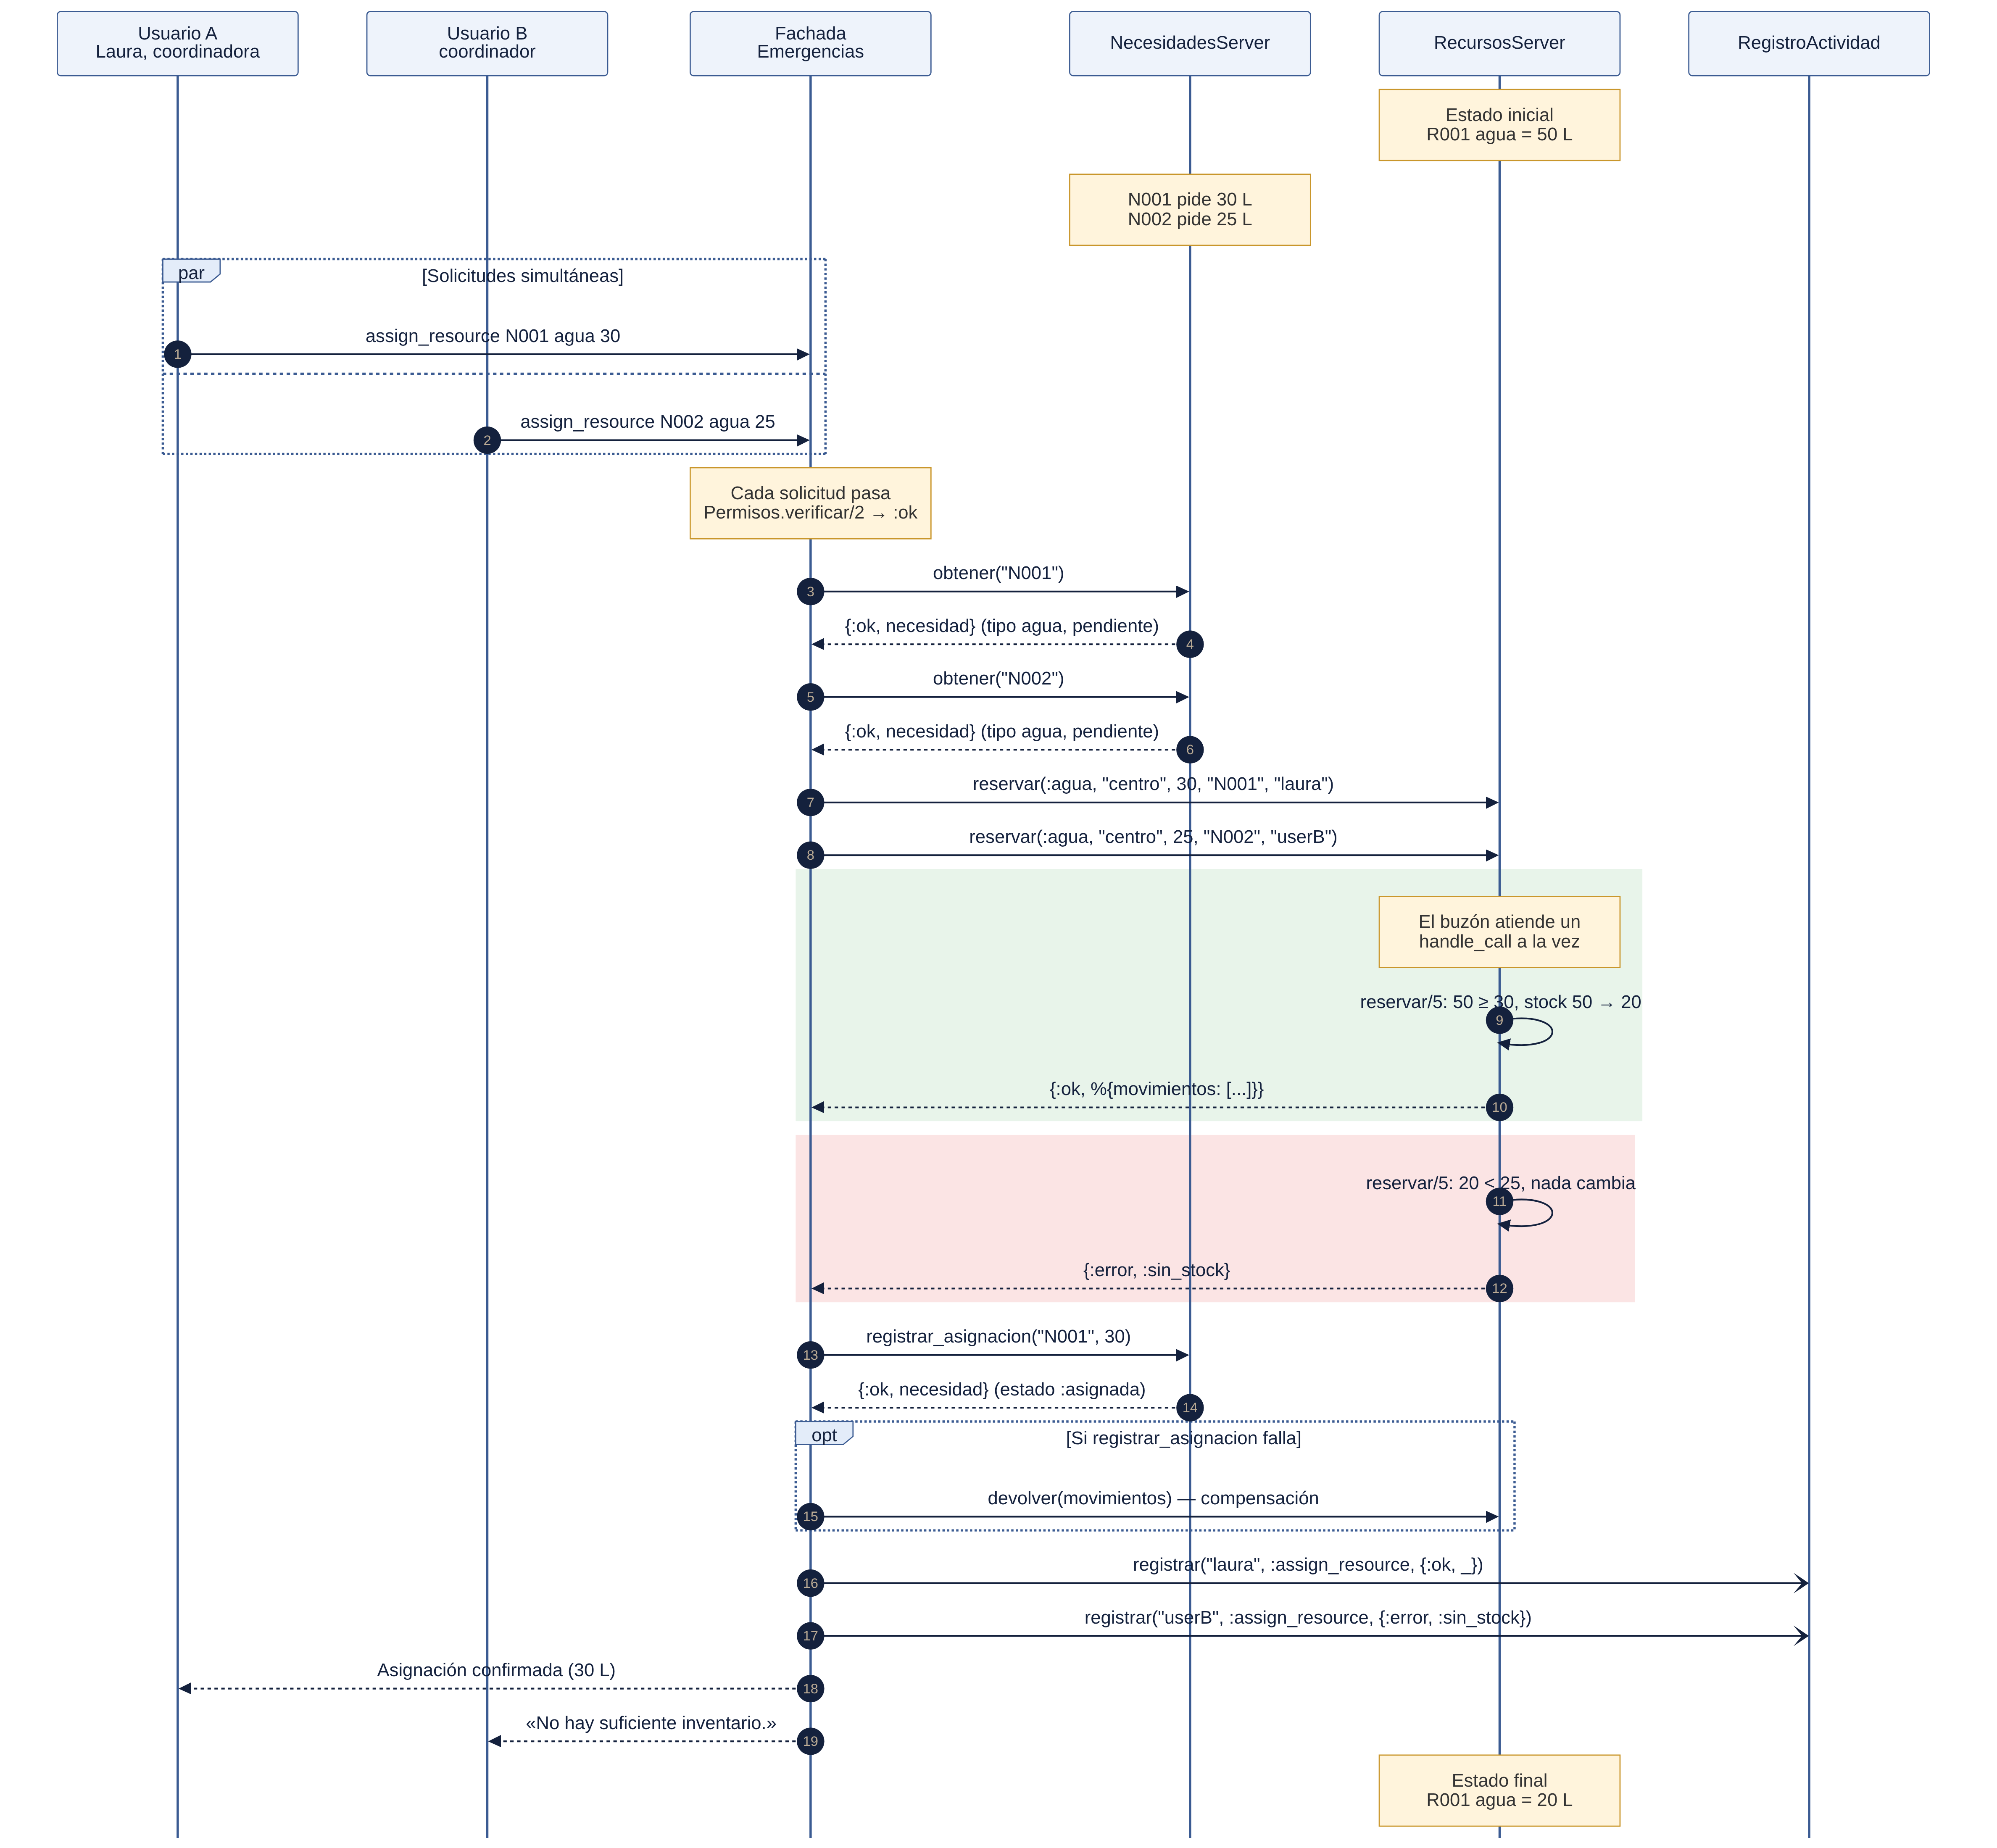 Usuario A
Laura, coordinadora
Usuario B
coordinador
Fachada
Emergencias
NecesidadesServer
RecursosServer
RegistroActividad
Estado inicial
R001 agua = 50 L
N001 pide 30 L
N002 pide 25 L
par
[Solicitudes simultáneas]
assign_resource N001 agua 30
1
assign_resource N002 agua 25
2
Cada solicitud pasa
Permisos.verificar/2 → :ok
obtener("N001")
3
{:ok, necesidad} (tipo agua, pendiente)
4
obtener("N002")
5
{:ok, necesidad} (tipo agua, pendiente)
6
reservar(:agua, "centro", 30, "N001", "laura")
7
reservar(:agua, "centro", 25, "N002", "userB")
8
El buzón atiende un
handle_call a la vez
reservar/5: 50 ≥ 30, stock 50 → 20
9
{:ok, %{movimientos: [...]}}
10
reservar/5: 20 < 25, nada cambia
11
{:error, :sin_stock}
12
registrar_asignacion("N001", 30)
13
{:ok, necesidad} (estado :asignada)
14
opt
[Si registrar_asignacion falla]
devolver(movimientos) — compensación
15
registrar("laura", :assign_resource, {:ok, _})
16
registrar("userB", :assign_resource, {:error, :sin_stock})
17
Asignación confirmada (30 L)
18
«No hay suficiente inventario.»
19
Estado final
R001 agua = 20 L